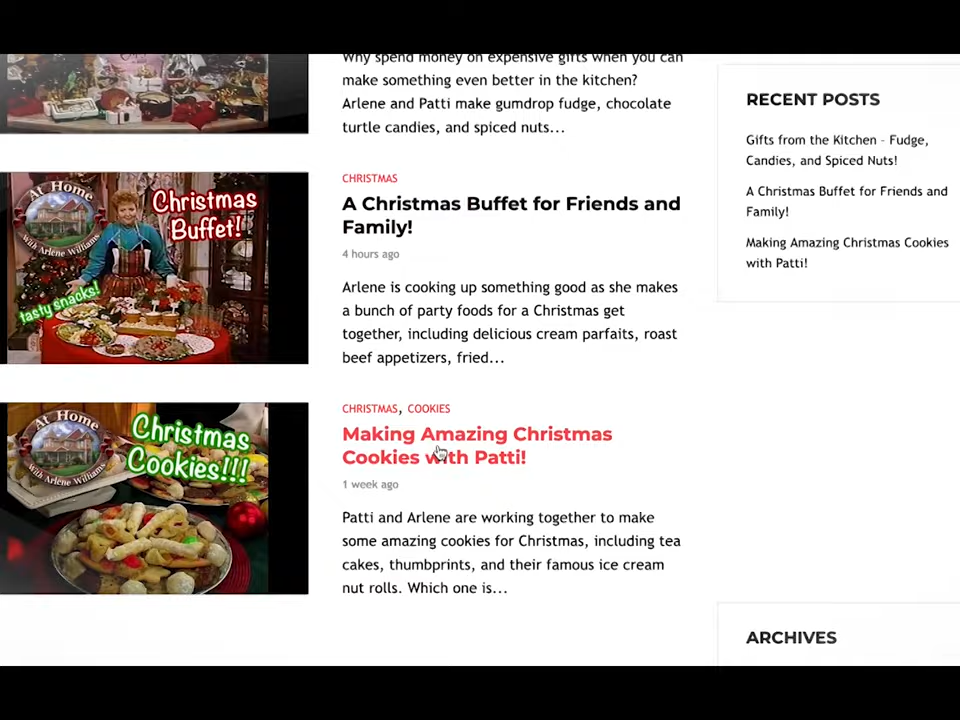 Why spend money on expensive gifts when you can
make something even better in the kitchen?
Arlene and Patti make gumdrop fudge, chocolate
turtle candies, and spiced nuts...
At Home
With Arlene Williams
Christmas
Buffet!
tasty snacks!
CHRISTMAS
A Christmas Buffet for Friends and
Family!
4 hours ago
Arlene is cooking up something good as she makes
a bunch of party foods for a Christmas get
together, including delicious cream parfaits, roast
beef appetizers, fried...
At Home
With Arlene Williams
Christmas
Cookies!!!
CHRISTMAS, COOKIES
Making Amazing Christmas
Cookies with Patti!
1 week ago
Patti and Arlene are working together to make
some amazing cookies for Christmas, including tea
cakes, thumbprints, and their famous ice cream
nut rolls. Which one is...
RECENT POSTS
Gifts from the Kitchen – Fudge,
Candies, and Spiced Nuts!
A Christmas Buffet for Friends and
Family!
Making Amazing Christmas Cookies
with Patti!
ARCHIVES